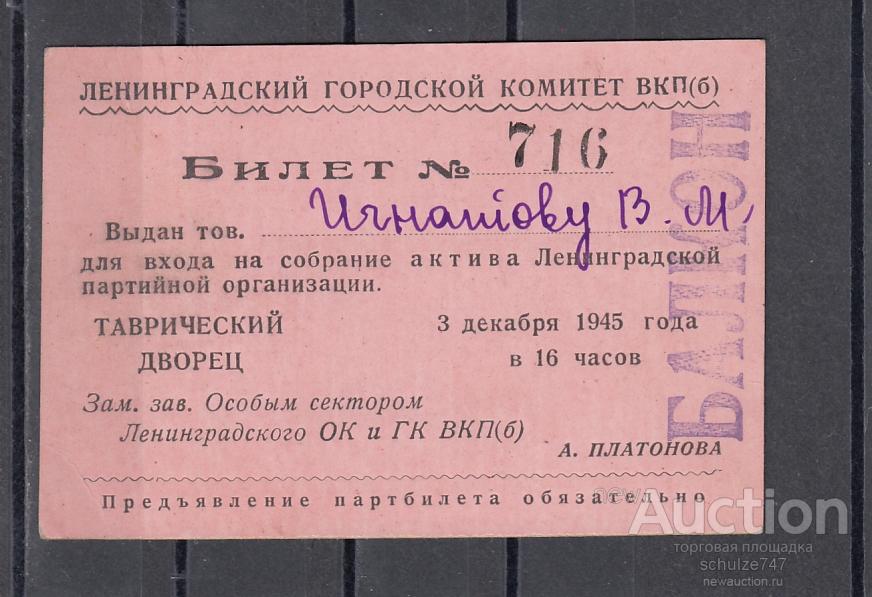 ЛЕНИНГРАДСКИЙ ГОРОДСКОЙ КОМИТЕТ ВКП(б)
БИЛЕТ № 716
Выдан тов. Игнатову В. М.
для входа на собрание актива Ленинградской
партийной организации.
ТАВРИЧЕСКИЙ 3 декабря 1945 года
ДВОРЕЦ в 16 часов
Зам. зав. Особым сектором
Ленинградского ОК и ГК ВКП(б)
А. ПЛАТОНОВА
Предъявление партбилета обязательно
БАЛКОН
newAuction
торговая площадка
schulze747
newauction.ru